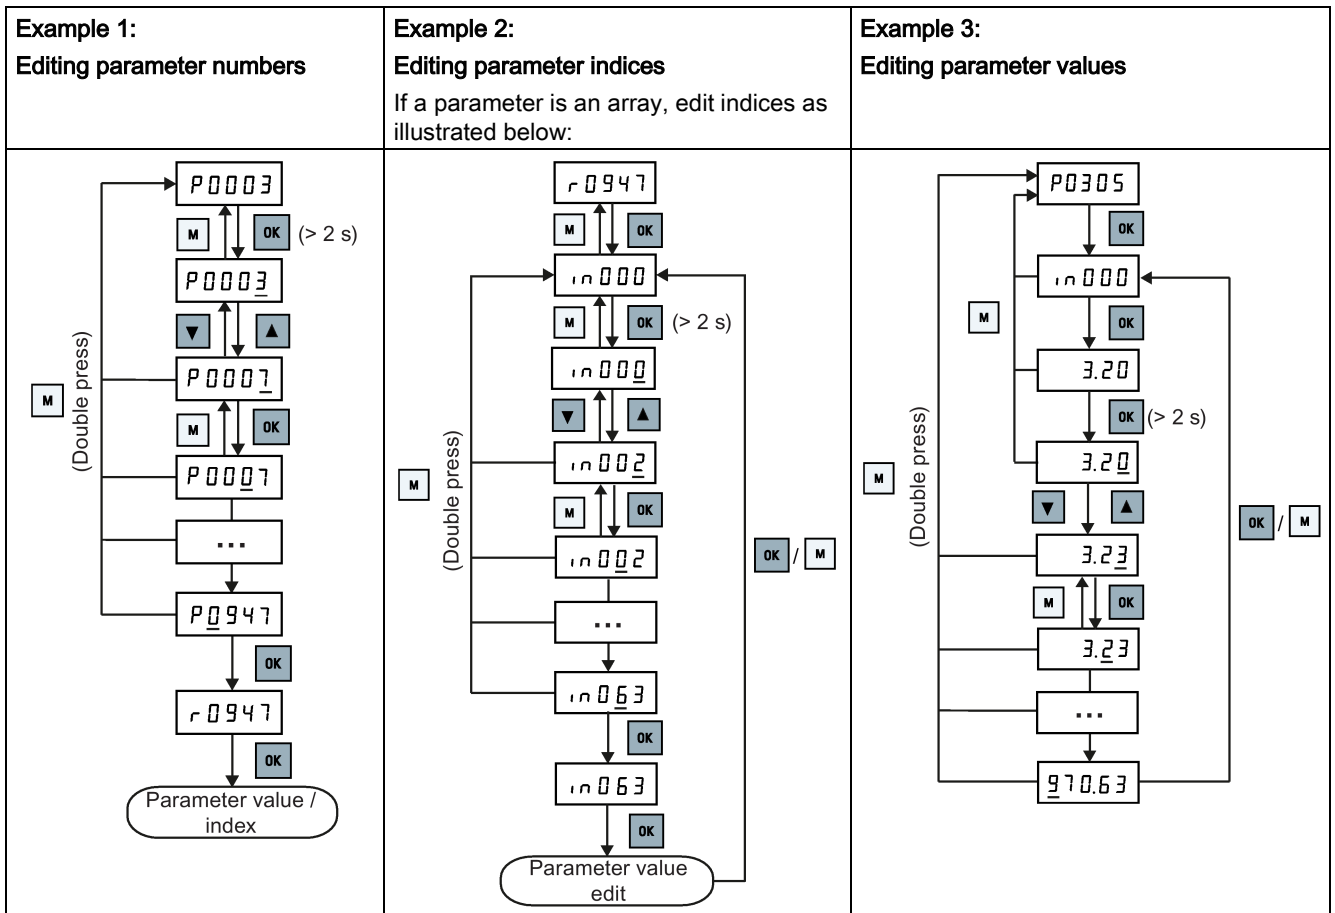 Example 1:
Editing parameter numbers
Example 2:
Editing parameter indices
If a parameter is an array, edit indices as
illustrated below:
Example 3:
Editing parameter values
P0003
M
OK (> 2 s)
P0003
▼
▲
P0007
M
OK
P0007
...
P0947
OK
r0947
OK
Parameter value /
index
M
(Double press)
r0947
M
OK
in000
M
OK (> 2 s)
in000
▼
▲
in002
M
OK
in002
...
in063
OK
in063
OK
Parameter value
edit
M
(Double press)
OK / M
P0305
OK
in000
M
OK
3.20
OK (> 2 s)
3.20
▼
▲
3.23
M
OK
3.23
...
970.63
M
(Double press)
OK / M